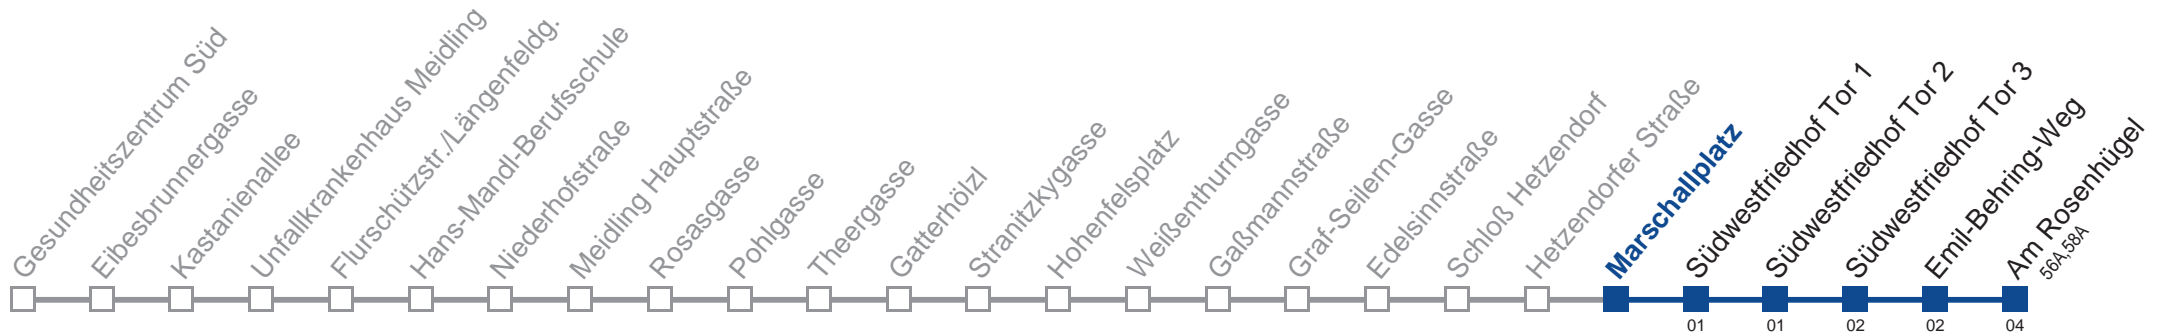 Gesundheitszentrum Süd
Eibesbrunnergasse
Kastanienallee
Unfallkrankenhaus Meidling
Flurschützstr./Längenfeldg.
Hans-Mandl-Berufsschule
Niederhofstraße
Meidling Hauptstraße
Rosasgasse
Pohlgasse
Theergasse
Gatterhölzl
Stranitzkygasse
Hohenfelsplatz
Weißenthurngasse
Gaßmannstraße
Graf-Seilern-Gasse
Edelsinnstraße
Schloß Hetzendorf
Hetzendorfer Straße
Marschallplatz
Südwestfriedhof Tor 1
Südwestfriedhof Tor 2
Südwestfriedhof Tor 3
Emil-Behring-Weg
Am Rosenhügel
56A,58A
01 01 02 02 04